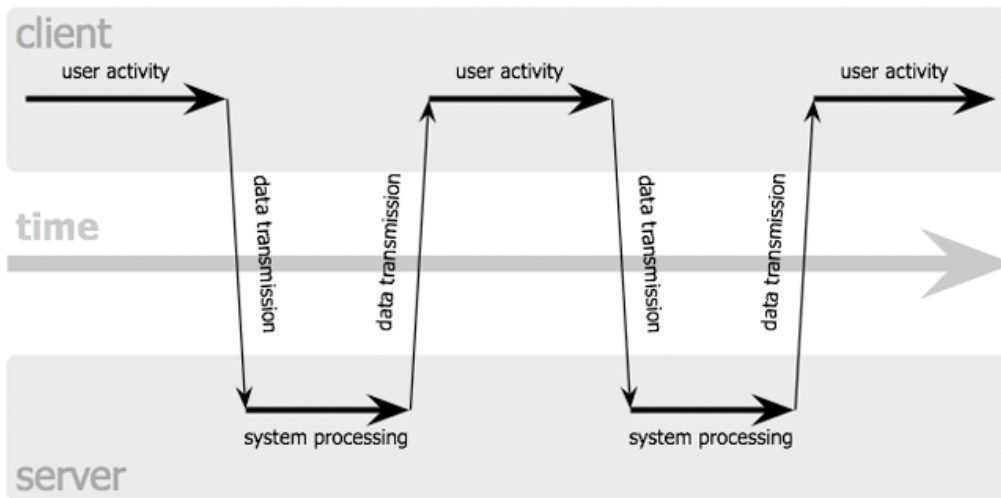 client
user activity
user activity
user activity
data transmission
data transmission
data transmission
data transmission
time
system processing
system processing
server